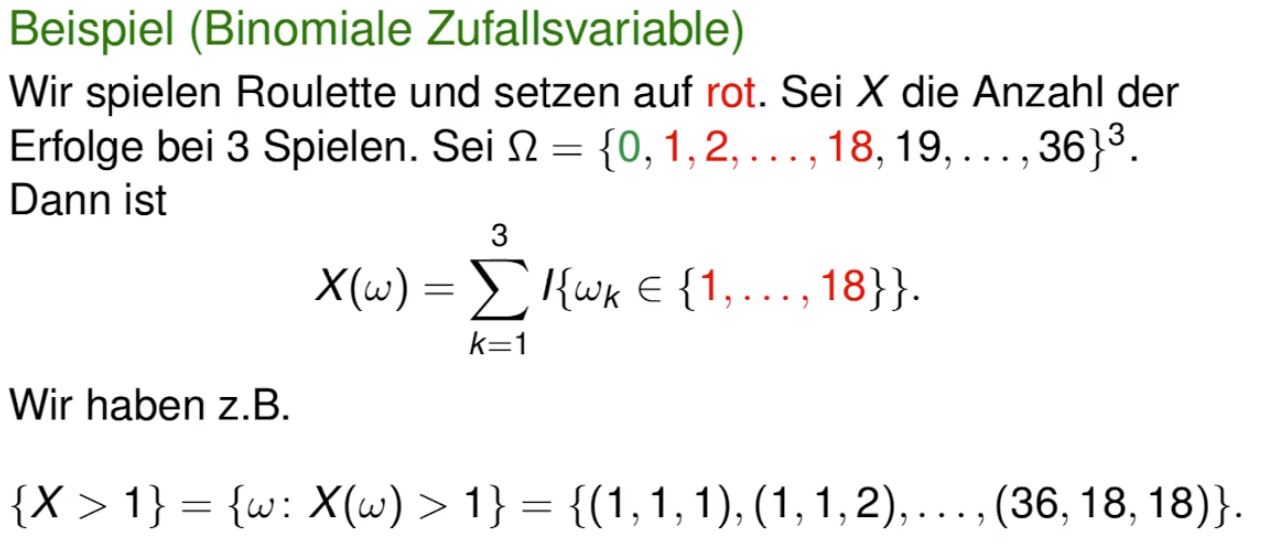 Beispiel (Binomiale Zufallsvariable)
Wir spielen Roulette und setzen auf rot. Sei X die Anzahl der
Erfolge bei 3 Spielen. Sei Ω = {0, 1, 2, . . . , 18, 19, . . . , 36}³.
Dann ist
3
X(ω) = ∑ I{ωₖ ∈ {1, . . . , 18}}.
k=1
Wir haben z.B.
{X > 1} = {ω: X(ω) > 1} = {(1, 1, 1), (1, 1, 2), . . . , (36, 18, 18)}.